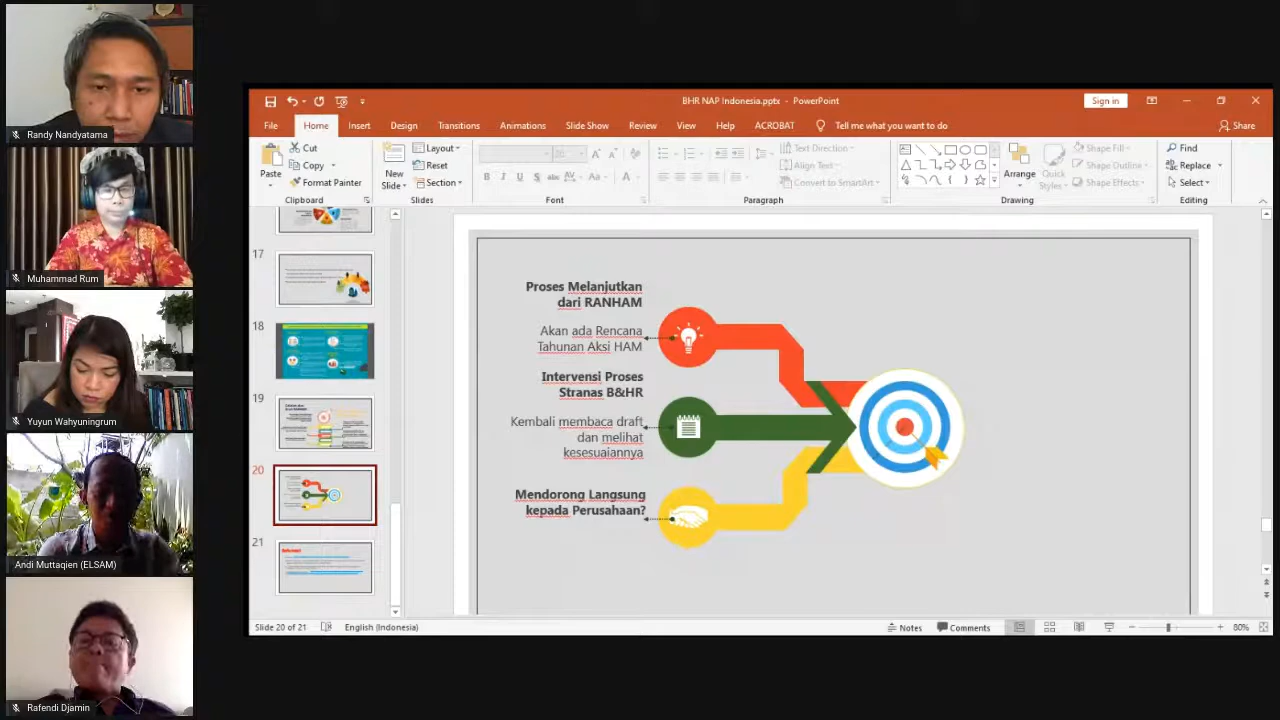 Randy Nandyatama
Muhammad Rum
Yuyun Wahyuningrum
Andi Muttaqien (ELSAM)
Rafendi Djamin
BHR NAP Indonesia.pptx - PowerPoint
Sign in
File Home Insert Design Transitions Animations Slide Show Review View Help ACROBAT Tell me what you want to do Share
Paste
Cut
Copy
Format Painter
Clipboard
New
Slide
Layout
Reset
Section
Slides
Font
Text Direction
Align Text
Convert to SmartArt
Paragraph
Arrange
Quick
Styles
Shape Fill
Shape Outline
Shape Effects
Drawing
Find
Replace
Select
Editing
17
18
19
20
21
Proses Melanjutkan
dari RANHAM
Akan ada Rencana
Tahunan Aksi HAM
Intervensi Proses
Stranas B&HR
Kembali membaca draft
dan melihat
kesesuaiannya
Mendorong Langsung
kepada Perusahaan?
Slide 20 of 21 English (Indonesia) Notes Comments 80%